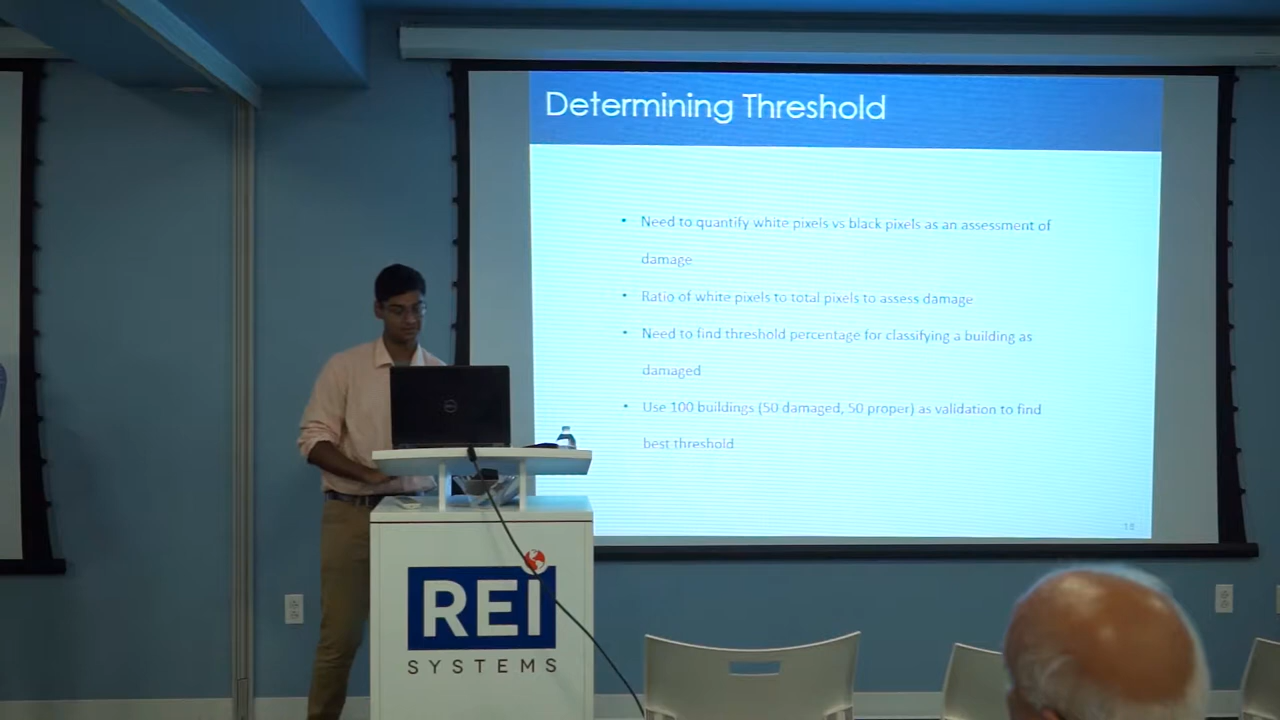 Determining Threshold
• Need to quantify white pixels vs black pixels as an assessment of
damage
• Ratio of white pixels to total pixels to assess damage
• Need to find threshold percentage for classifying a building as
damaged
• Use 100 buildings (50 damaged, 50 proper) as validation to find
best threshold
18
DELL
REI
SYSTEMS